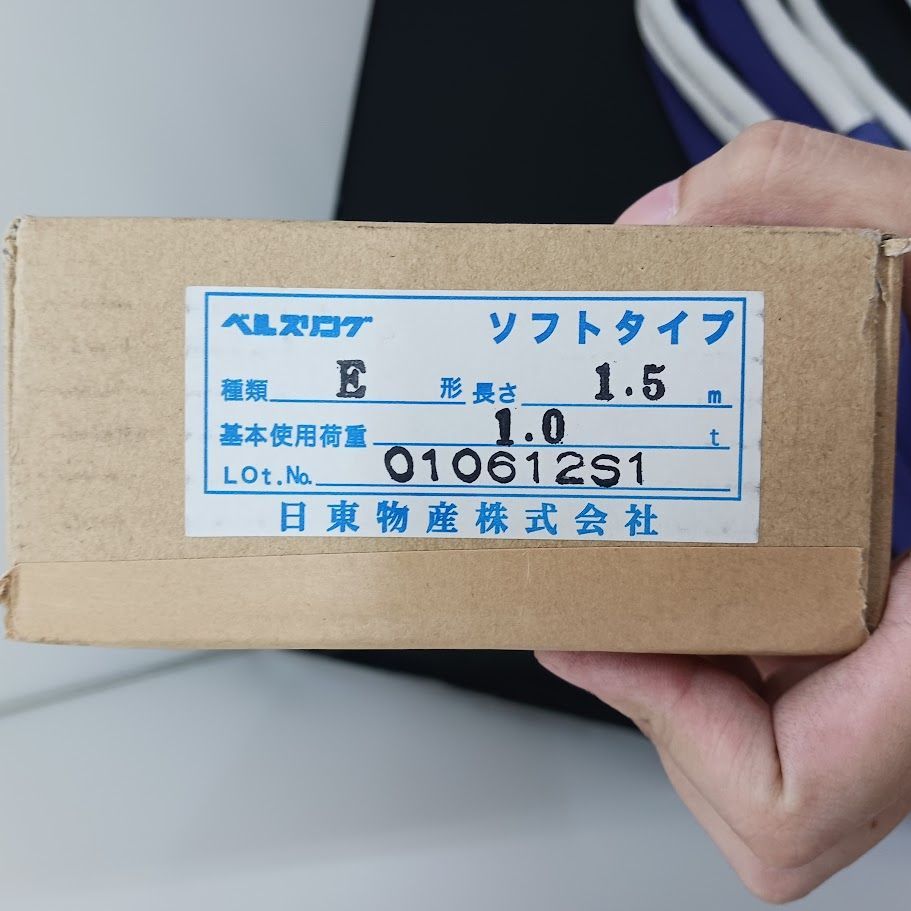 ベルスリング ソフトタイプ
種類 E 形 長さ 1.5 m
基本使用荷重 1.0 t
LOt.No. 010612S1
日東物産株式会社